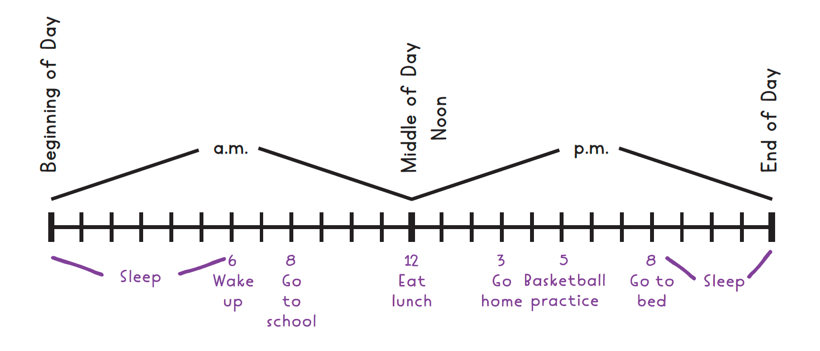 Beginning of Day
Middle of Day
Noon
End of Day
a.m.
p.m.
6
8
12
3
5
8
Sleep
Wake
up
Go
to
school
Eat
lunch
Go
home
Basketball
practice
Go to
bed
Sleep